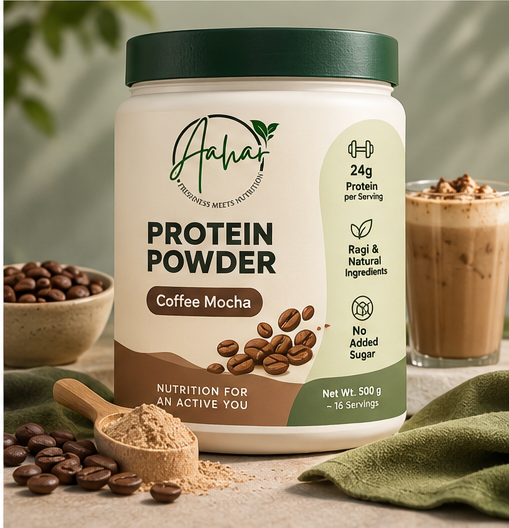 Aahar
FRESHNESS MEETS NUTRITION
PROTEIN
POWDER
Coffee Mocha
NUTRITION FOR
AN ACTIVE YOU
24g
Protein
per Serving
Ragi &
Natural
Ingredients
No
Added
Sugar
Net Wt. 500 g
~ 16 Servings